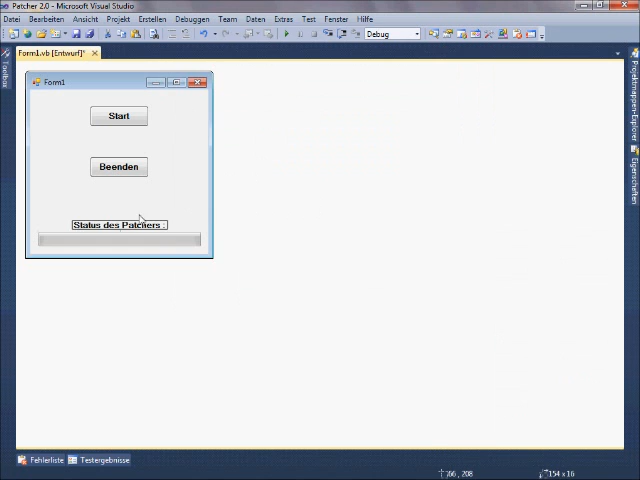 Patcher 2.0 - Microsoft Visual Studio
Datei Bearbeiten Ansicht Projekt Erstellen Debuggen Team Daten Extras Test Fenster Hilfe
Debug
Form1.vb [Entwurf]*
Toolbox
Form1
Start
Beenden
Status des Patchers :
Projektmappen-Explorer
Eigenschaften
Fehlerliste Testergebnisse
66 , 208
154 x 16